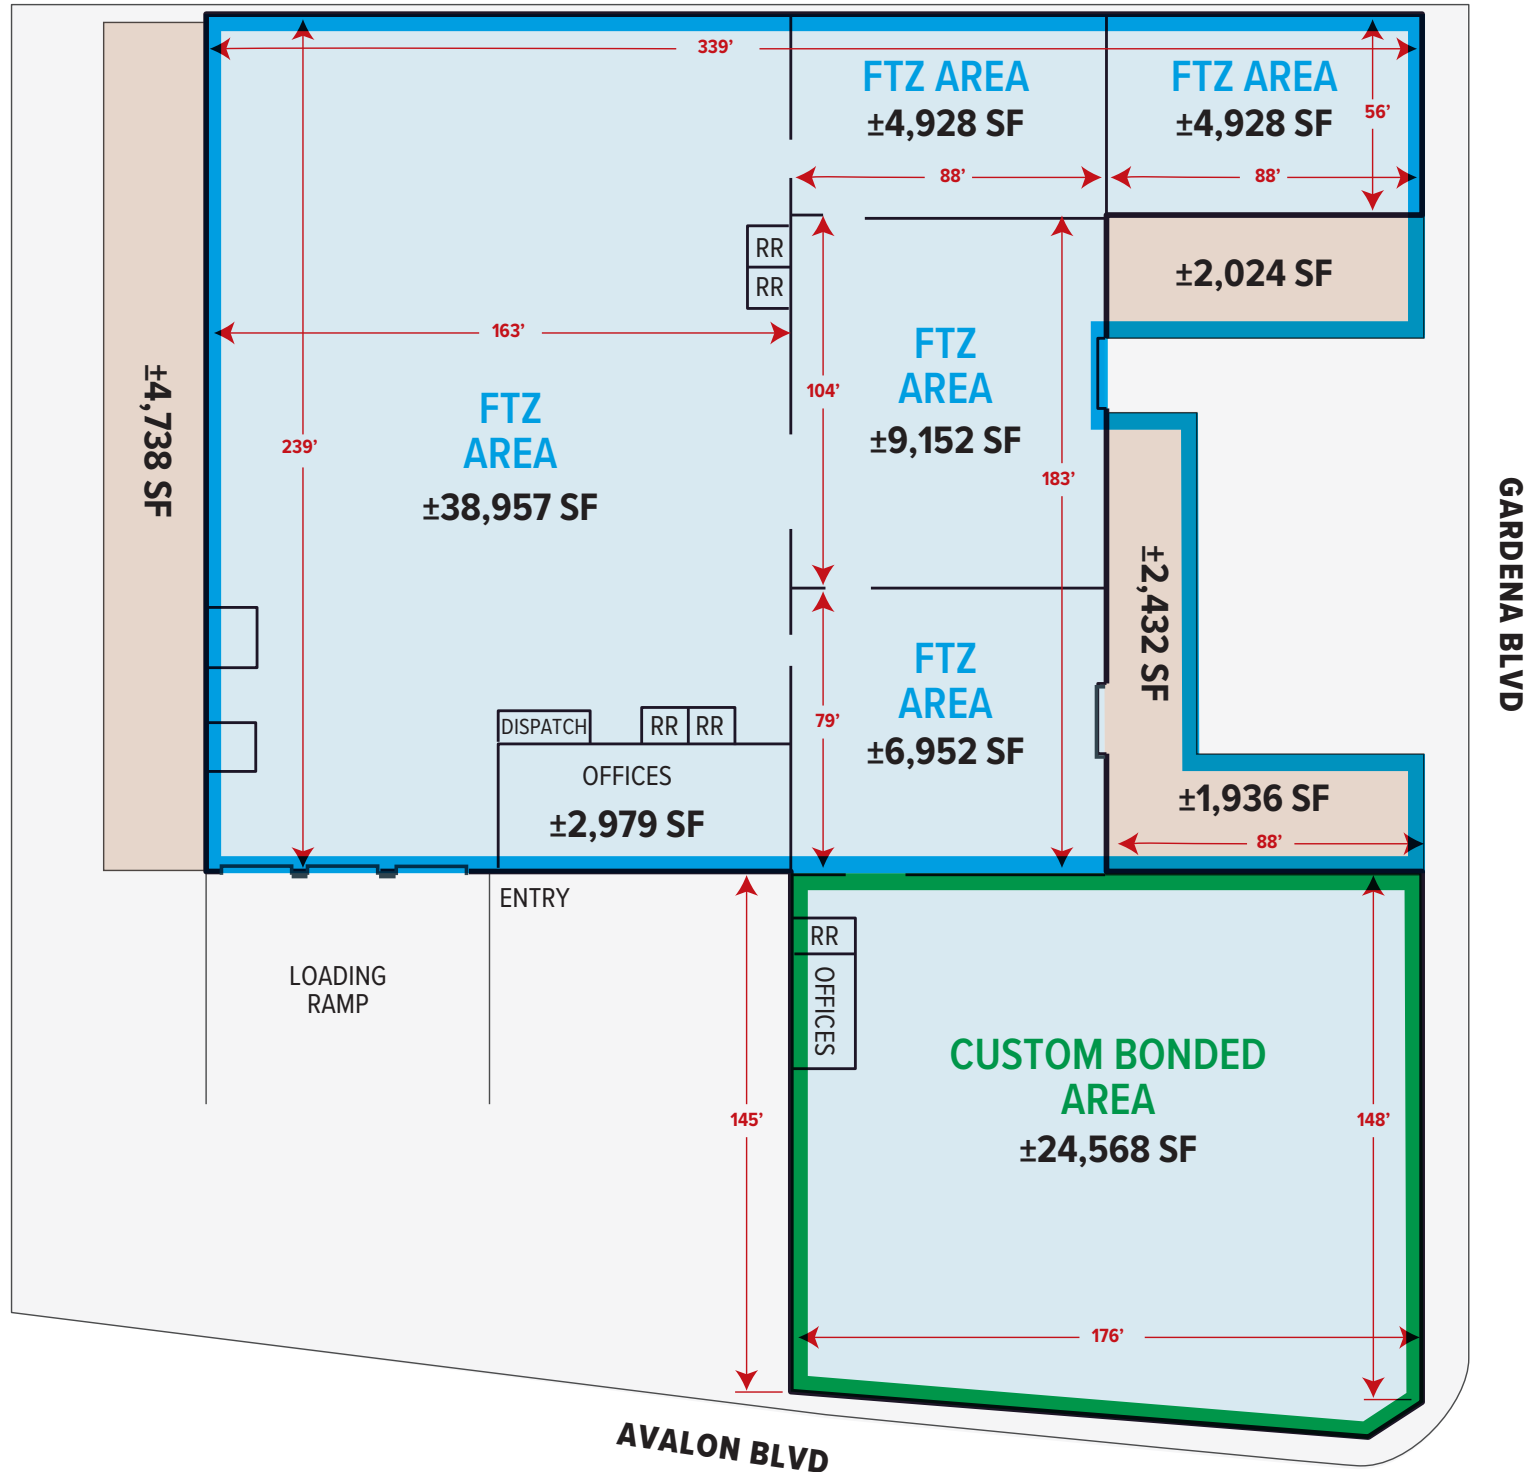 339’
FTZ AREA
±4,928 SF
88’
FTZ AREA
±4,928 SF
56’
88’
RR
RR
±2,024 SF
163’
FTZ
AREA
±38,957 SF
239’
±4,738 SF
104’
FTZ
AREA
±9,152 SF
183’
GARDENA BLVD
±2,432 SF
FTZ
AREA
±6,952 SF
79’
DISPATCH
RR
RR
OFFICES
±2,979 SF
±1,936 SF
88’
ENTRY
LOADING
RAMP
RR
OFFICES
CUSTOM BONDED
AREA
±24,568 SF
145’
148’
176’
AVALON BLVD